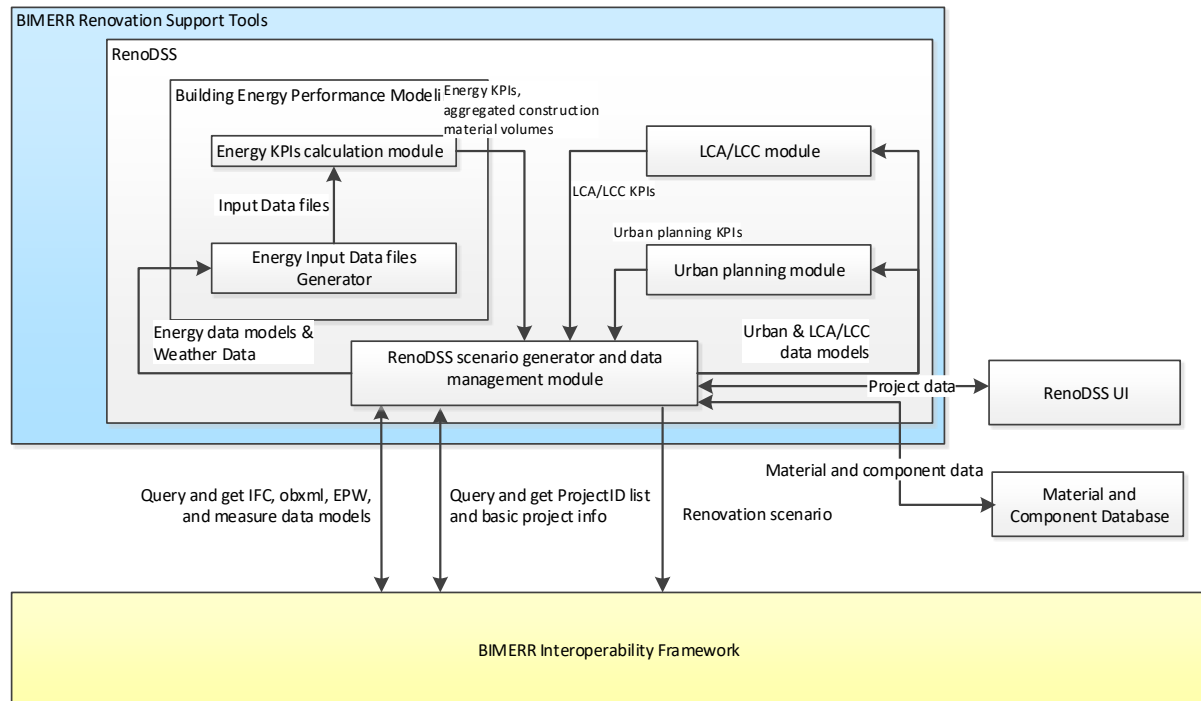 BIMERR Renovation Support Tools
RenoDSS
Building Energy Performance Modeli
Energy KPIs,
aggregated construction
material volumes
Energy KPIs calculation module
LCA/LCC module
LCA/LCC KPIs
Input Data files
Urban planning KPIs
Energy Input Data files
Generator
Urban planning module
Energy data models &
Weather Data
Urban & LCA/LCC
data models
RenoDSS scenario generator and data
management module
Project data
RenoDSS UI
Material and component data
Query and get IFC, obxml, EPW,
and measure data models
Query and get ProjectID list
and basic project info
Renovation scenario
Material and
Component Database
BIMERR Interoperability Framework